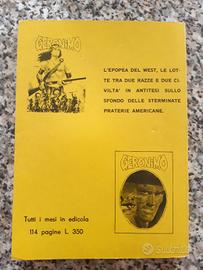 GERONIMO
L'EPOPEA DEL WEST, LE LOT-
TE TRA DUE RAZZE E DUE CI-
VILTA' IN ANTITESI SULLO
SFONDO DELLE STERMINATE
PRATERIE AMERICANE.
GERONIMO
Tutti i mesi in edicola
114 pagine L. 350
Subito